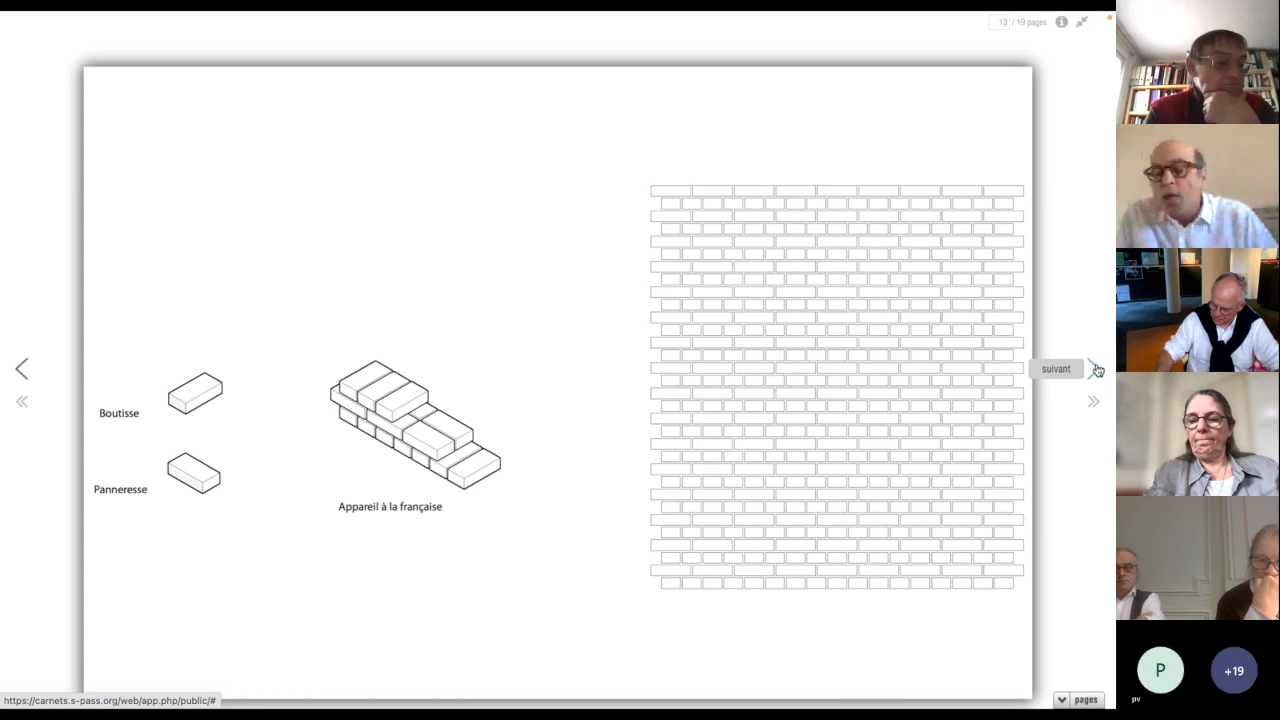 13 / 19 pages
Boutisse
Panneresse
Appareil à la française
suivant
pages
https://carnets.s-pass.org/web/app.php/public/#
P
+19
pv